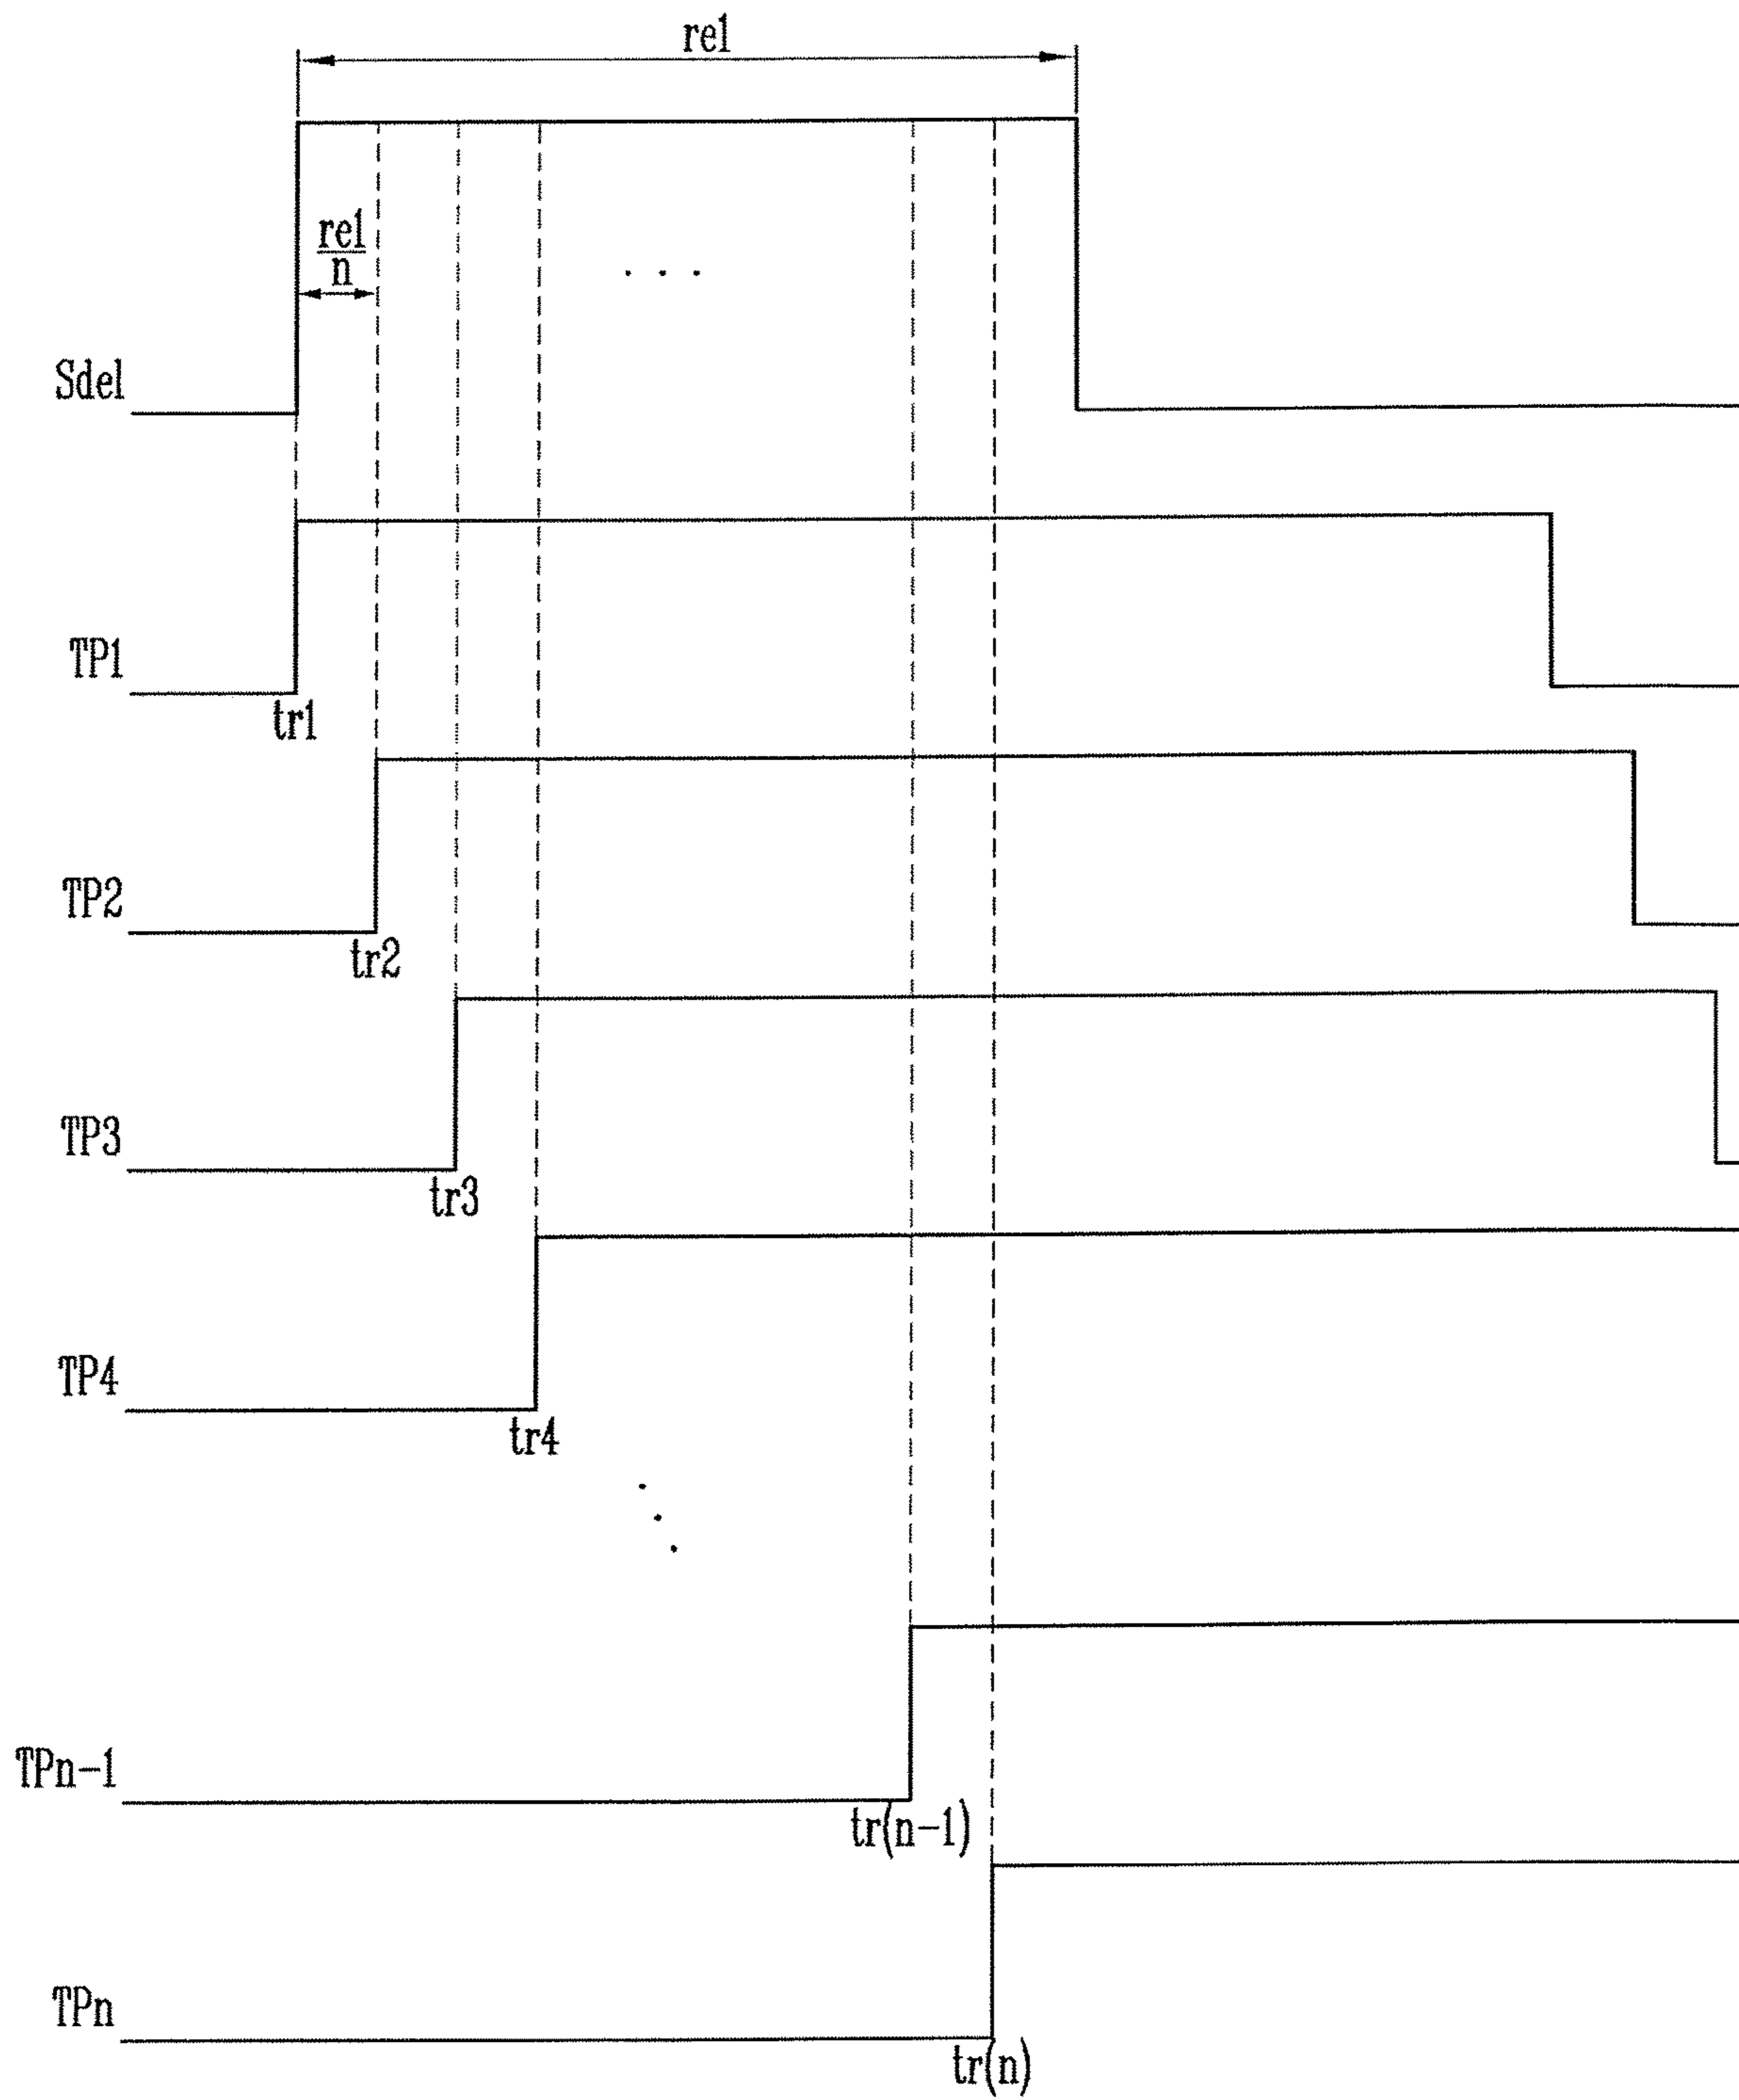 re1
re1
n
. . .
Sdel
TP1
tr1
TP2
tr2
TP3
tr3
TP4
tr4
TPn-1
tr(n-1)
TPn
tr(n)